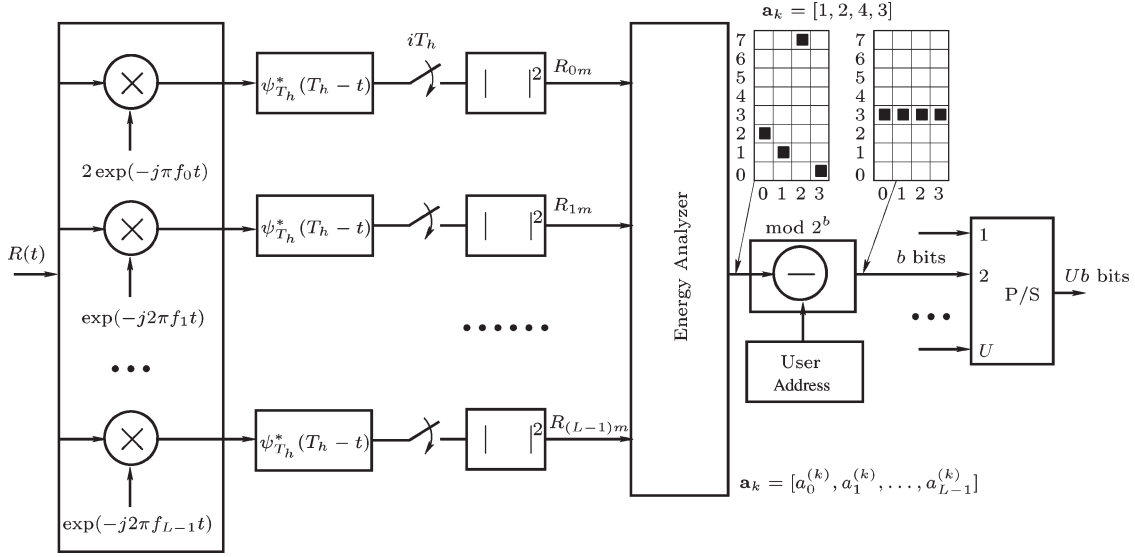 a_k = [1, 2, 4, 3]
iT_h
ψ*_{T_h}(T_h − t)
| |²
R_{0m}
7 6 5 4 3 2 1 0
0 1 2 3
7 6 5 4 3 2 1 0
0 1 2 3
2 exp(−jπf_0t)
ψ*_{T_h}(T_h − t)
| |²
R_{1m}
R(t)
exp(−j2πf_1t)
Energy Analyzer
mod 2^b
−
b bits
1
2
U
P/S
Ub bits
User
Address
• • •
• • • • • •
• • •
ψ*_{T_h}(T_h − t)
| |²
R_{(L−1)m}
exp(−j2πf_{L−1}t)
a_k = [a_0^{(k)}, a_1^{(k)}, . . . , a_{L−1}^{(k)}]